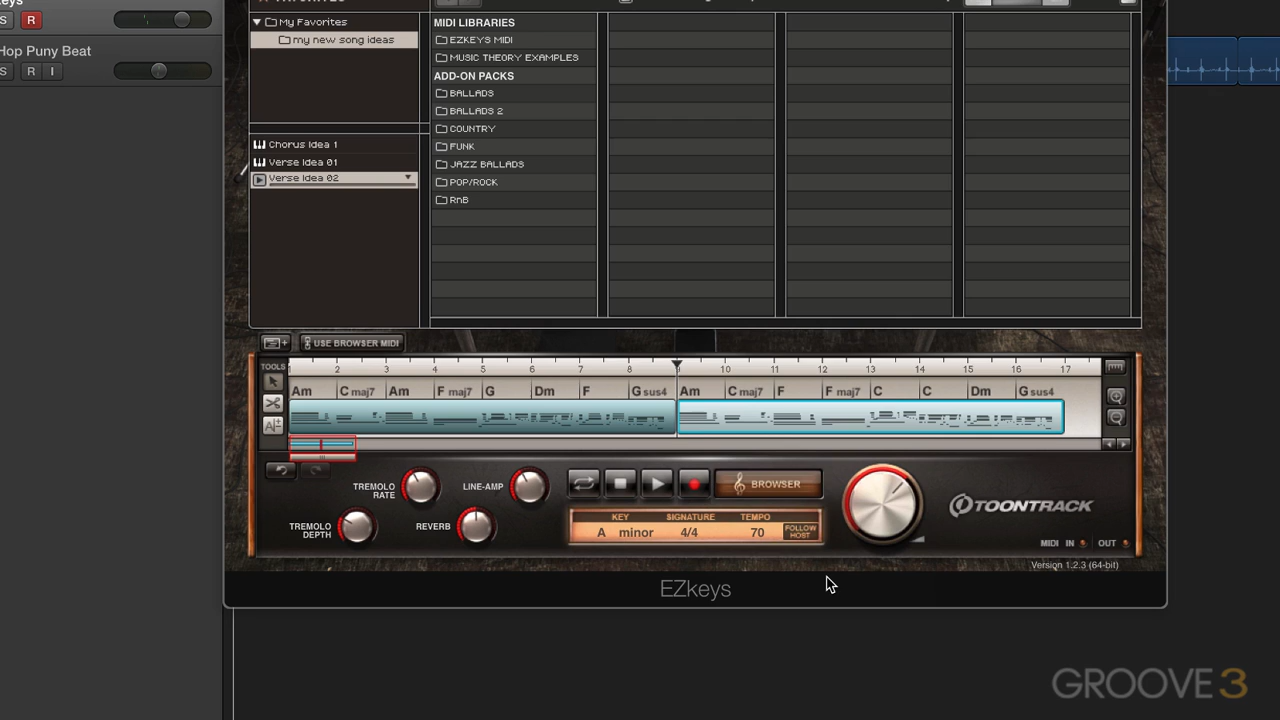 S R
Hop Puny Beat
S R I
My Favorites
my new song ideas
Chorus Idea 1
Verse Idea 01
Verse Idea 02
MIDI LIBRARIES
EZKEYS MIDI
MUSIC THEORY EXAMPLES
ADD-ON PACKS
BALLADS
BALLADS 2
COUNTRY
FUNK
JAZZ BALLADS
POP/ROCK
RnB
USE BROWSER MIDI
TOOLS
2 3 4 5 6 7 8 9 10 11 12 13 14 15 16 17
Am C maj7 Am F maj7 G Dm F G sus4 Am C maj7 F F maj7 C C Dm G sus4
TREMOLO RATE
LINE-AMP
TREMOLO DEPTH
REVERB
BROWSER
KEY SIGNATURE TEMPO
A minor 4/4 70
FOLLOW HOST
TOONTRACK
MIDI IN OUT
Version 1.2.3 (64-bit)
EZkeys
GROOVE 3